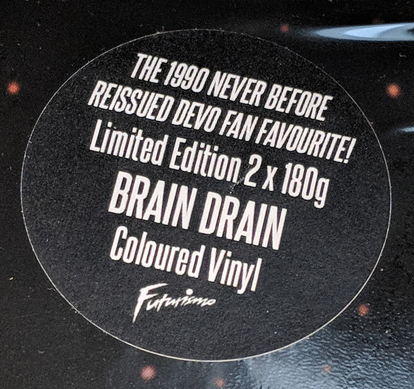 THE 1990 NEVER BEFORE
REISSUED DEVO FAN FAVOURITE!
Limited Edition 2 x 180g
BRAIN DRAIN
Coloured Vinyl
Futurismo